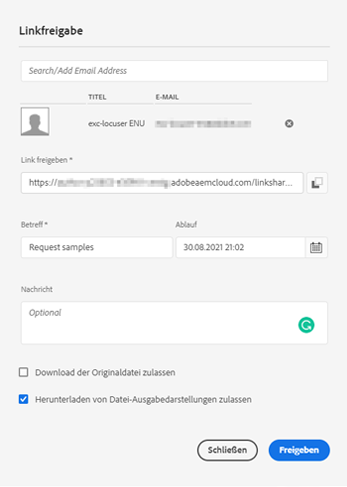 Linkfreigabe
Search/Add Email Address
TITEL E-MAIL
exc-locuser ENU
Link freigeben *
https:// adobeaemcloud.com/linkshar...
Betreff * Ablauf
Request samples 30.08.2021 21:02
Nachricht
Optional
Download der Originaldatei zulassen
Herunterladen von Datei-Ausgabedarstellungen zulassen
Schließen Freigeben